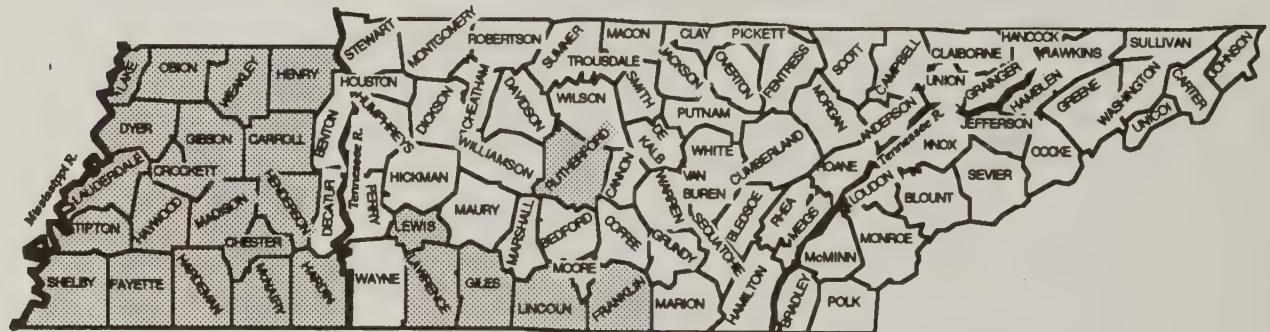 STEWART
MONTGOMERY
ROBERTSON
SUMNER
MACON
CLAY
PICKETT
HANCOCK
SULLIVAN
JOHNSON
LAKE
OBION
WEAKLEY
HENRY
HOUSTON
DICKSON
CHEATHAM
DAVIDSON
TROUSDALE
SMITH
JACKSON
OVERTON
FENTRESS
SCOTT
CAMPBELL
CLAIBORNE
HAWKINS
UNION
GRAINGER
HAMBLEN
GREENE
WASHINGTON
UNICOI
CARTER
DYER
GIBSON
CARROLL
BENTON
HUMPHREYS
WILLIAMSON
WILSON
PUTNAM
MORGAN
ANDERSON
Tennessee R.
KNOX
JEFFERSON
COCKE
Mississippi R.
LAUDERDALE
CROCKETT
HENDERSON
DECATUR
Tennessee R.
PERRY
HICKMAN
RUTHERFORD
CANNON
DE
KALB
WHITE
CUMBERLAND
ROANE
LOUDON
BLOUNT
SEVIER
TIPTON
HAYWOOD
MADISON
CHESTER
LEWIS
MAURY
MARSHALL
BEDFORD
COFFEE
WARREN
VAN
BUREN
BLEDSOE
RHEA
MEIGS
McMINN
MONROE
SHELBY
FAYETTE
HARDEMAN
McNAIRY
HARDIN
WAYNE
LAWRENCE
GILES
LINCOLN
MOORE
FRANKLIN
GRUNDY
SEQUATCHIE
MARION
HAMILTON
BRADLEY
POLK